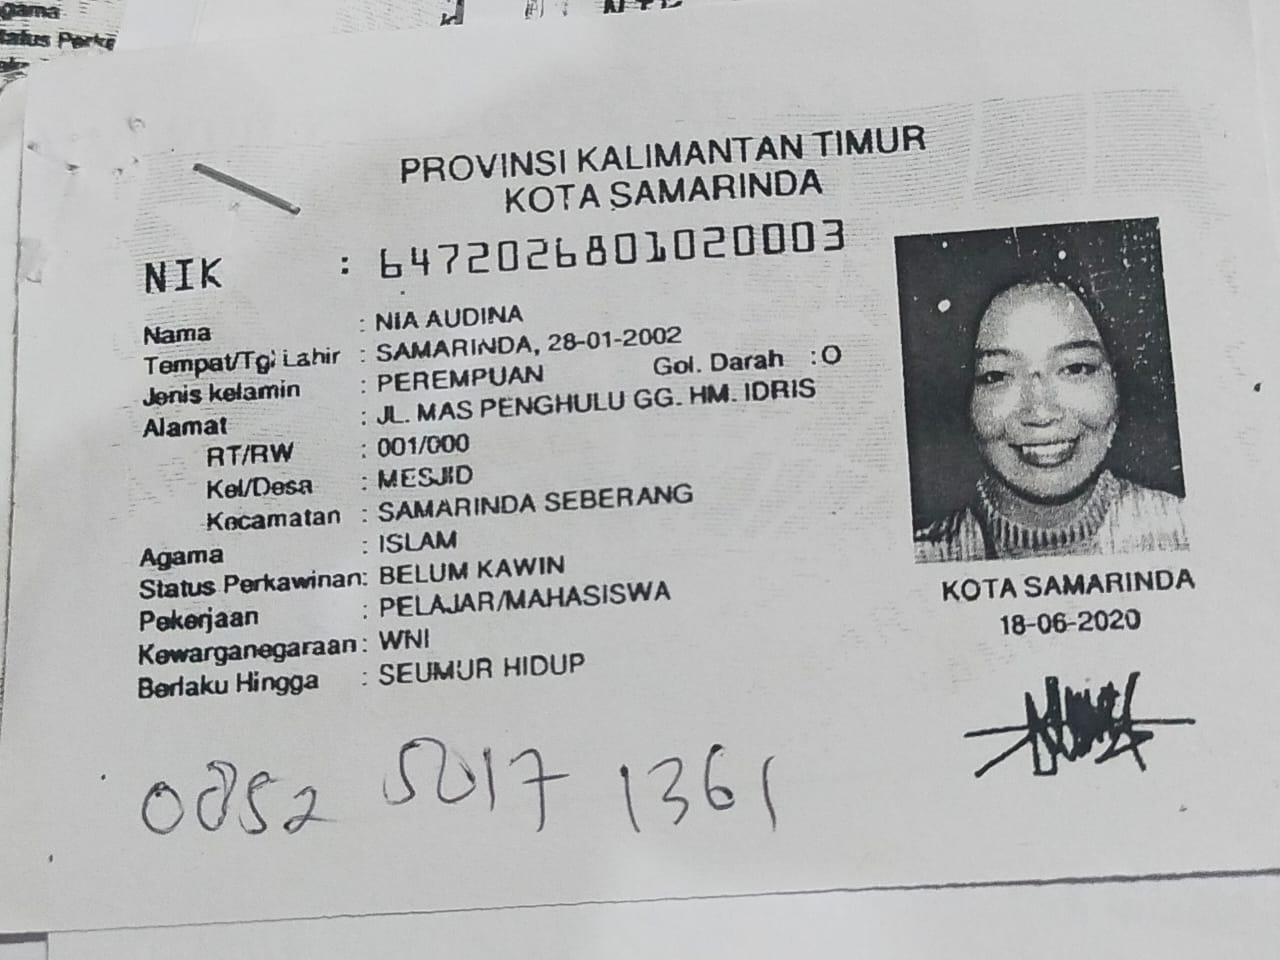 gama
tatus Perka
PROVINSI KALIMANTAN TIMUR
KOTA SAMARINDA
NIK : 6472026801020003
Nama : NIA AUDINA
Tempat/Tgl Lahir : SAMARINDA, 28-01-2002
Jenis kelamin : PEREMPUAN Gol. Darah : O
Alamat : JL. MAS PENGHULU GG. HM. IDRIS
RT/RW : 001/000
Kel/Desa : MESJID
Kecamatan : SAMARINDA SEBERANG
Agama : ISLAM
Status Perkawinan: BELUM KAWIN
Pekerjaan : PELAJAR/MAHASISWA
Kewarganegaraan: WNI
Berlaku Hingga : SEUMUR HIDUP
KOTA SAMARINDA
18-06-2020
0852 5017 1361